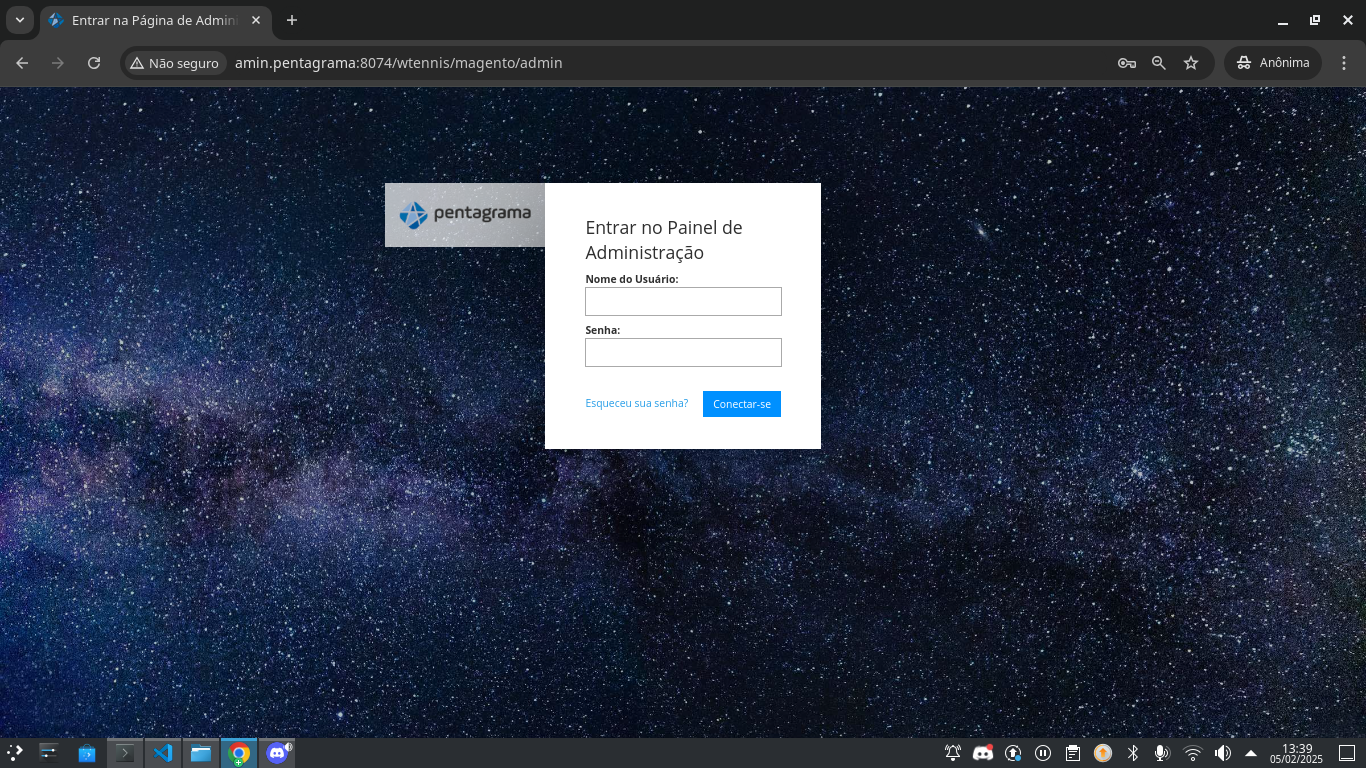 Entrar na Página de Admin
Não seguro
amin.pentagrama:8074/wtennis/magento/admin
Anônima
pentagrama
Entrar no Painel de
Administração
Nome do Usuário:
Senha:
Esqueceu sua senha?
Conectar-se
13:39
05/02/2025